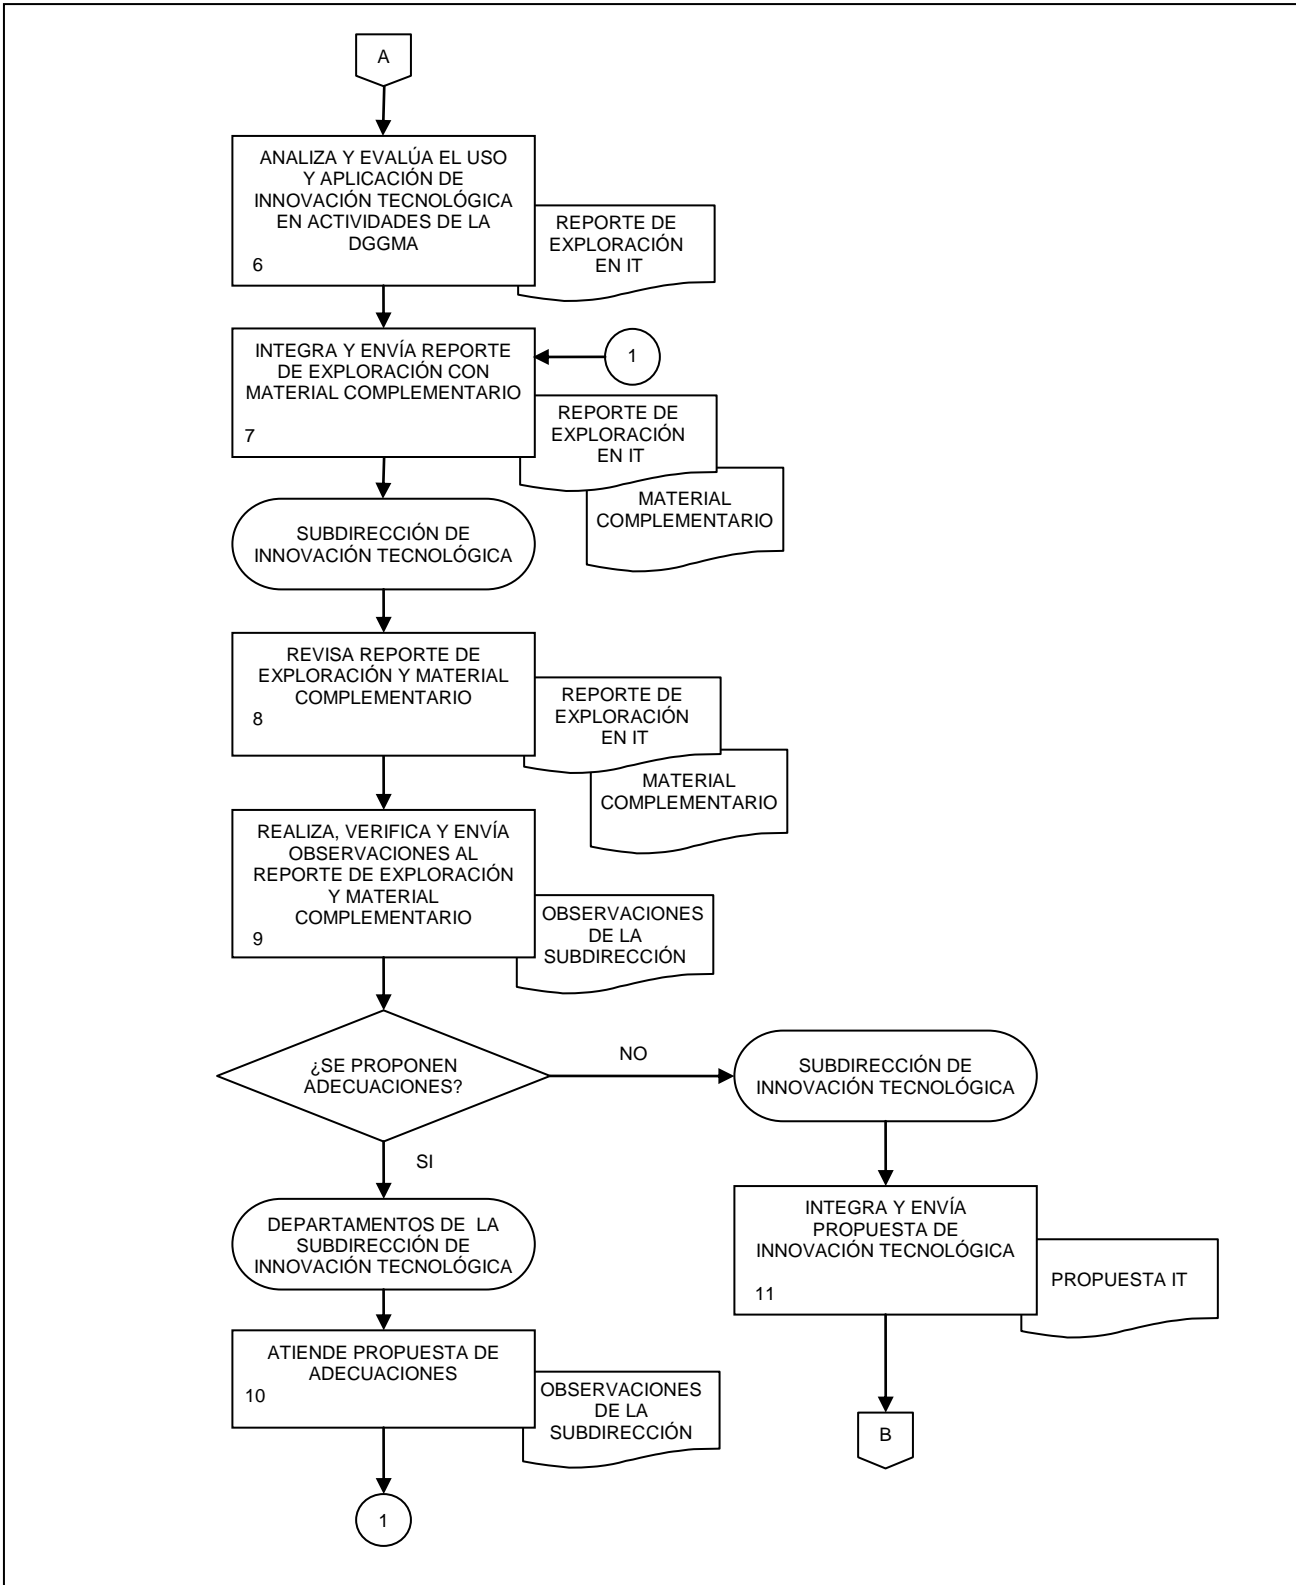 A
ANALIZA Y EVALÚA EL USO
Y APLICACIÓN DE
INNOVACIÓN TECNOLÓGICA
EN ACTIVIDADES DE LA
DGGMA
6
REPORTE DE
EXPLORACIÓN
EN IT
INTEGRA Y ENVÍA REPORTE
DE EXPLORACIÓN CON
MATERIAL COMPLEMENTARIO
7
1
REPORTE DE
EXPLORACIÓN
EN IT
MATERIAL
COMPLEMENTARIO
SUBDIRECCIÓN DE
INNOVACIÓN TECNOLÓGICA
REVISA REPORTE DE
EXPLORACIÓN Y MATERIAL
COMPLEMENTARIO
8
REPORTE DE
EXPLORACIÓN
EN IT
MATERIAL
COMPLEMENTARIO
REALIZA, VERIFICA Y ENVÍA
OBSERVACIONES AL
REPORTE DE EXPLORACIÓN
Y MATERIAL
COMPLEMENTARIO
9
OBSERVACIONES
DE LA
SUBDIRECCIÓN
¿SE PROPONEN
ADECUACIONES?
NO
SUBDIRECCIÓN DE
INNOVACIÓN TECNOLÓGICA
SI
DEPARTAMENTOS DE  LA
SUBDIRECCIÓN DE
INNOVACIÓN TECNOLÓGICA
INTEGRA Y ENVÍA
PROPUESTA DE
INNOVACIÓN TECNOLÓGICA
11
PROPUESTA IT
ATIENDE PROPUESTA DE
ADECUACIONES
10
OBSERVACIONES
DE LA
SUBDIRECCIÓN
B
1